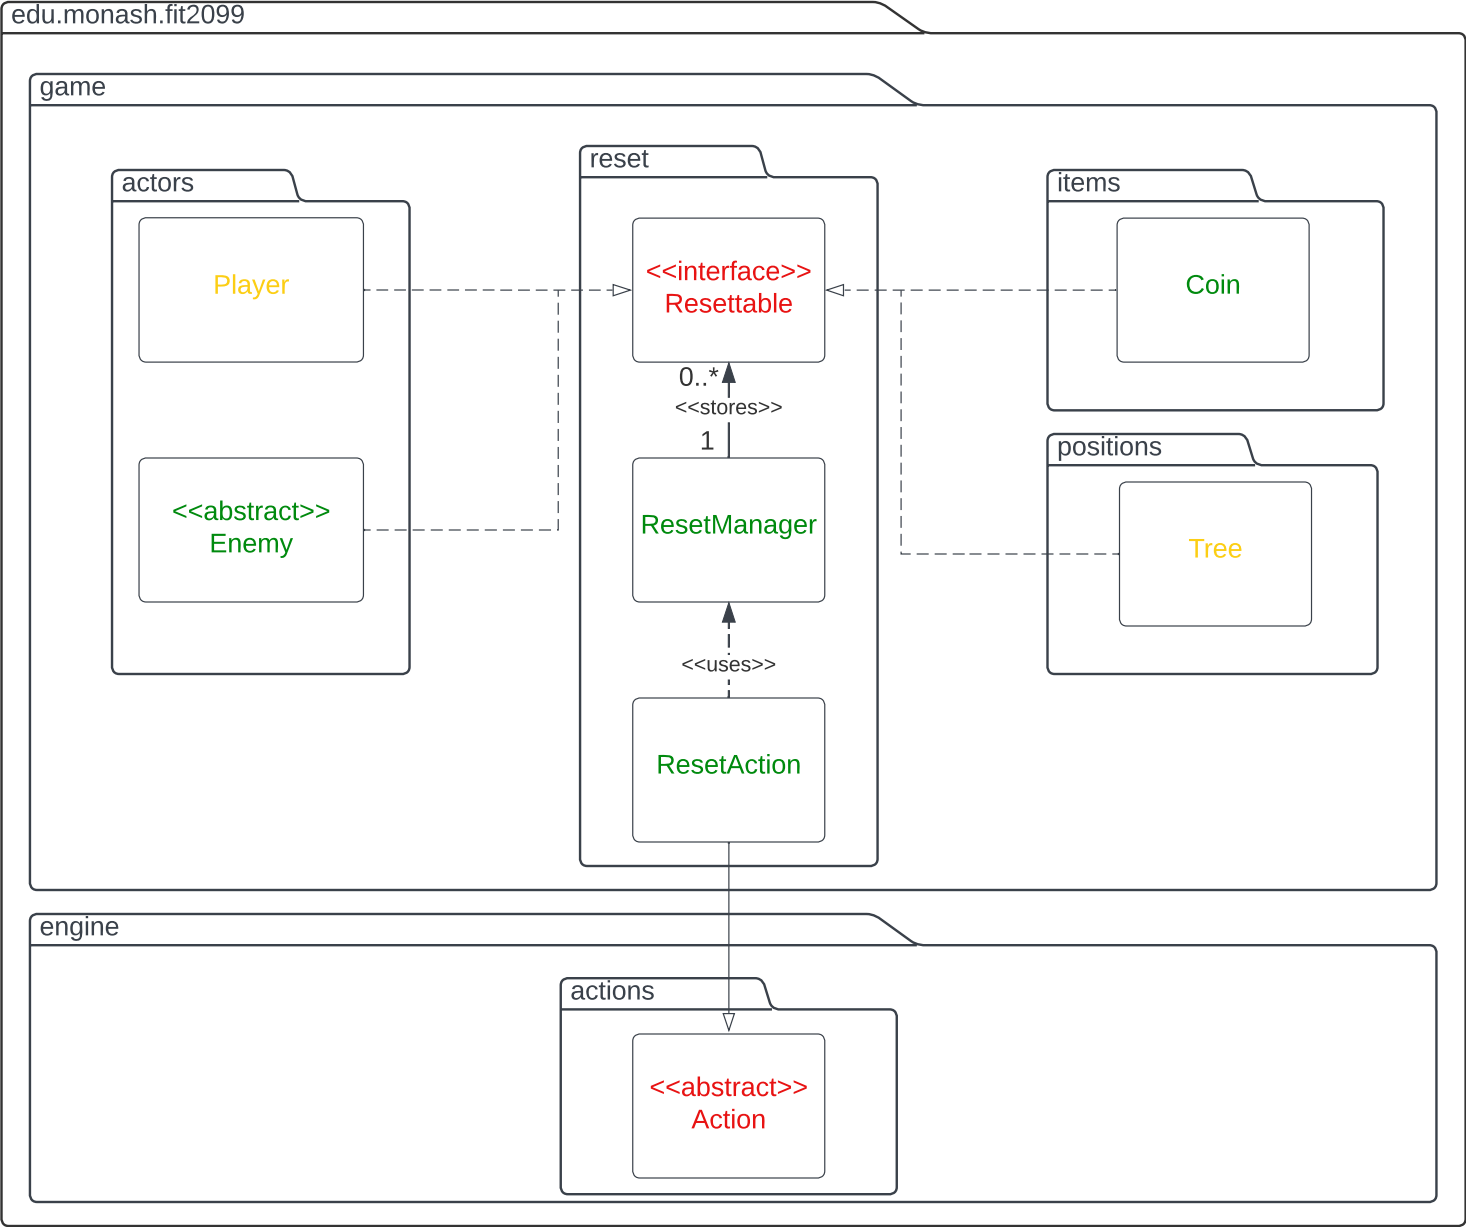 edu.monash.fit2099
game
actors
Player
<<abstract>>
Enemy
reset
<<interface>>
Resettable
0..*
<<stores>>
1
ResetManager
<<uses>>
ResetAction
items
Coin
positions
Tree
engine
actions
<<abstract>>
Action